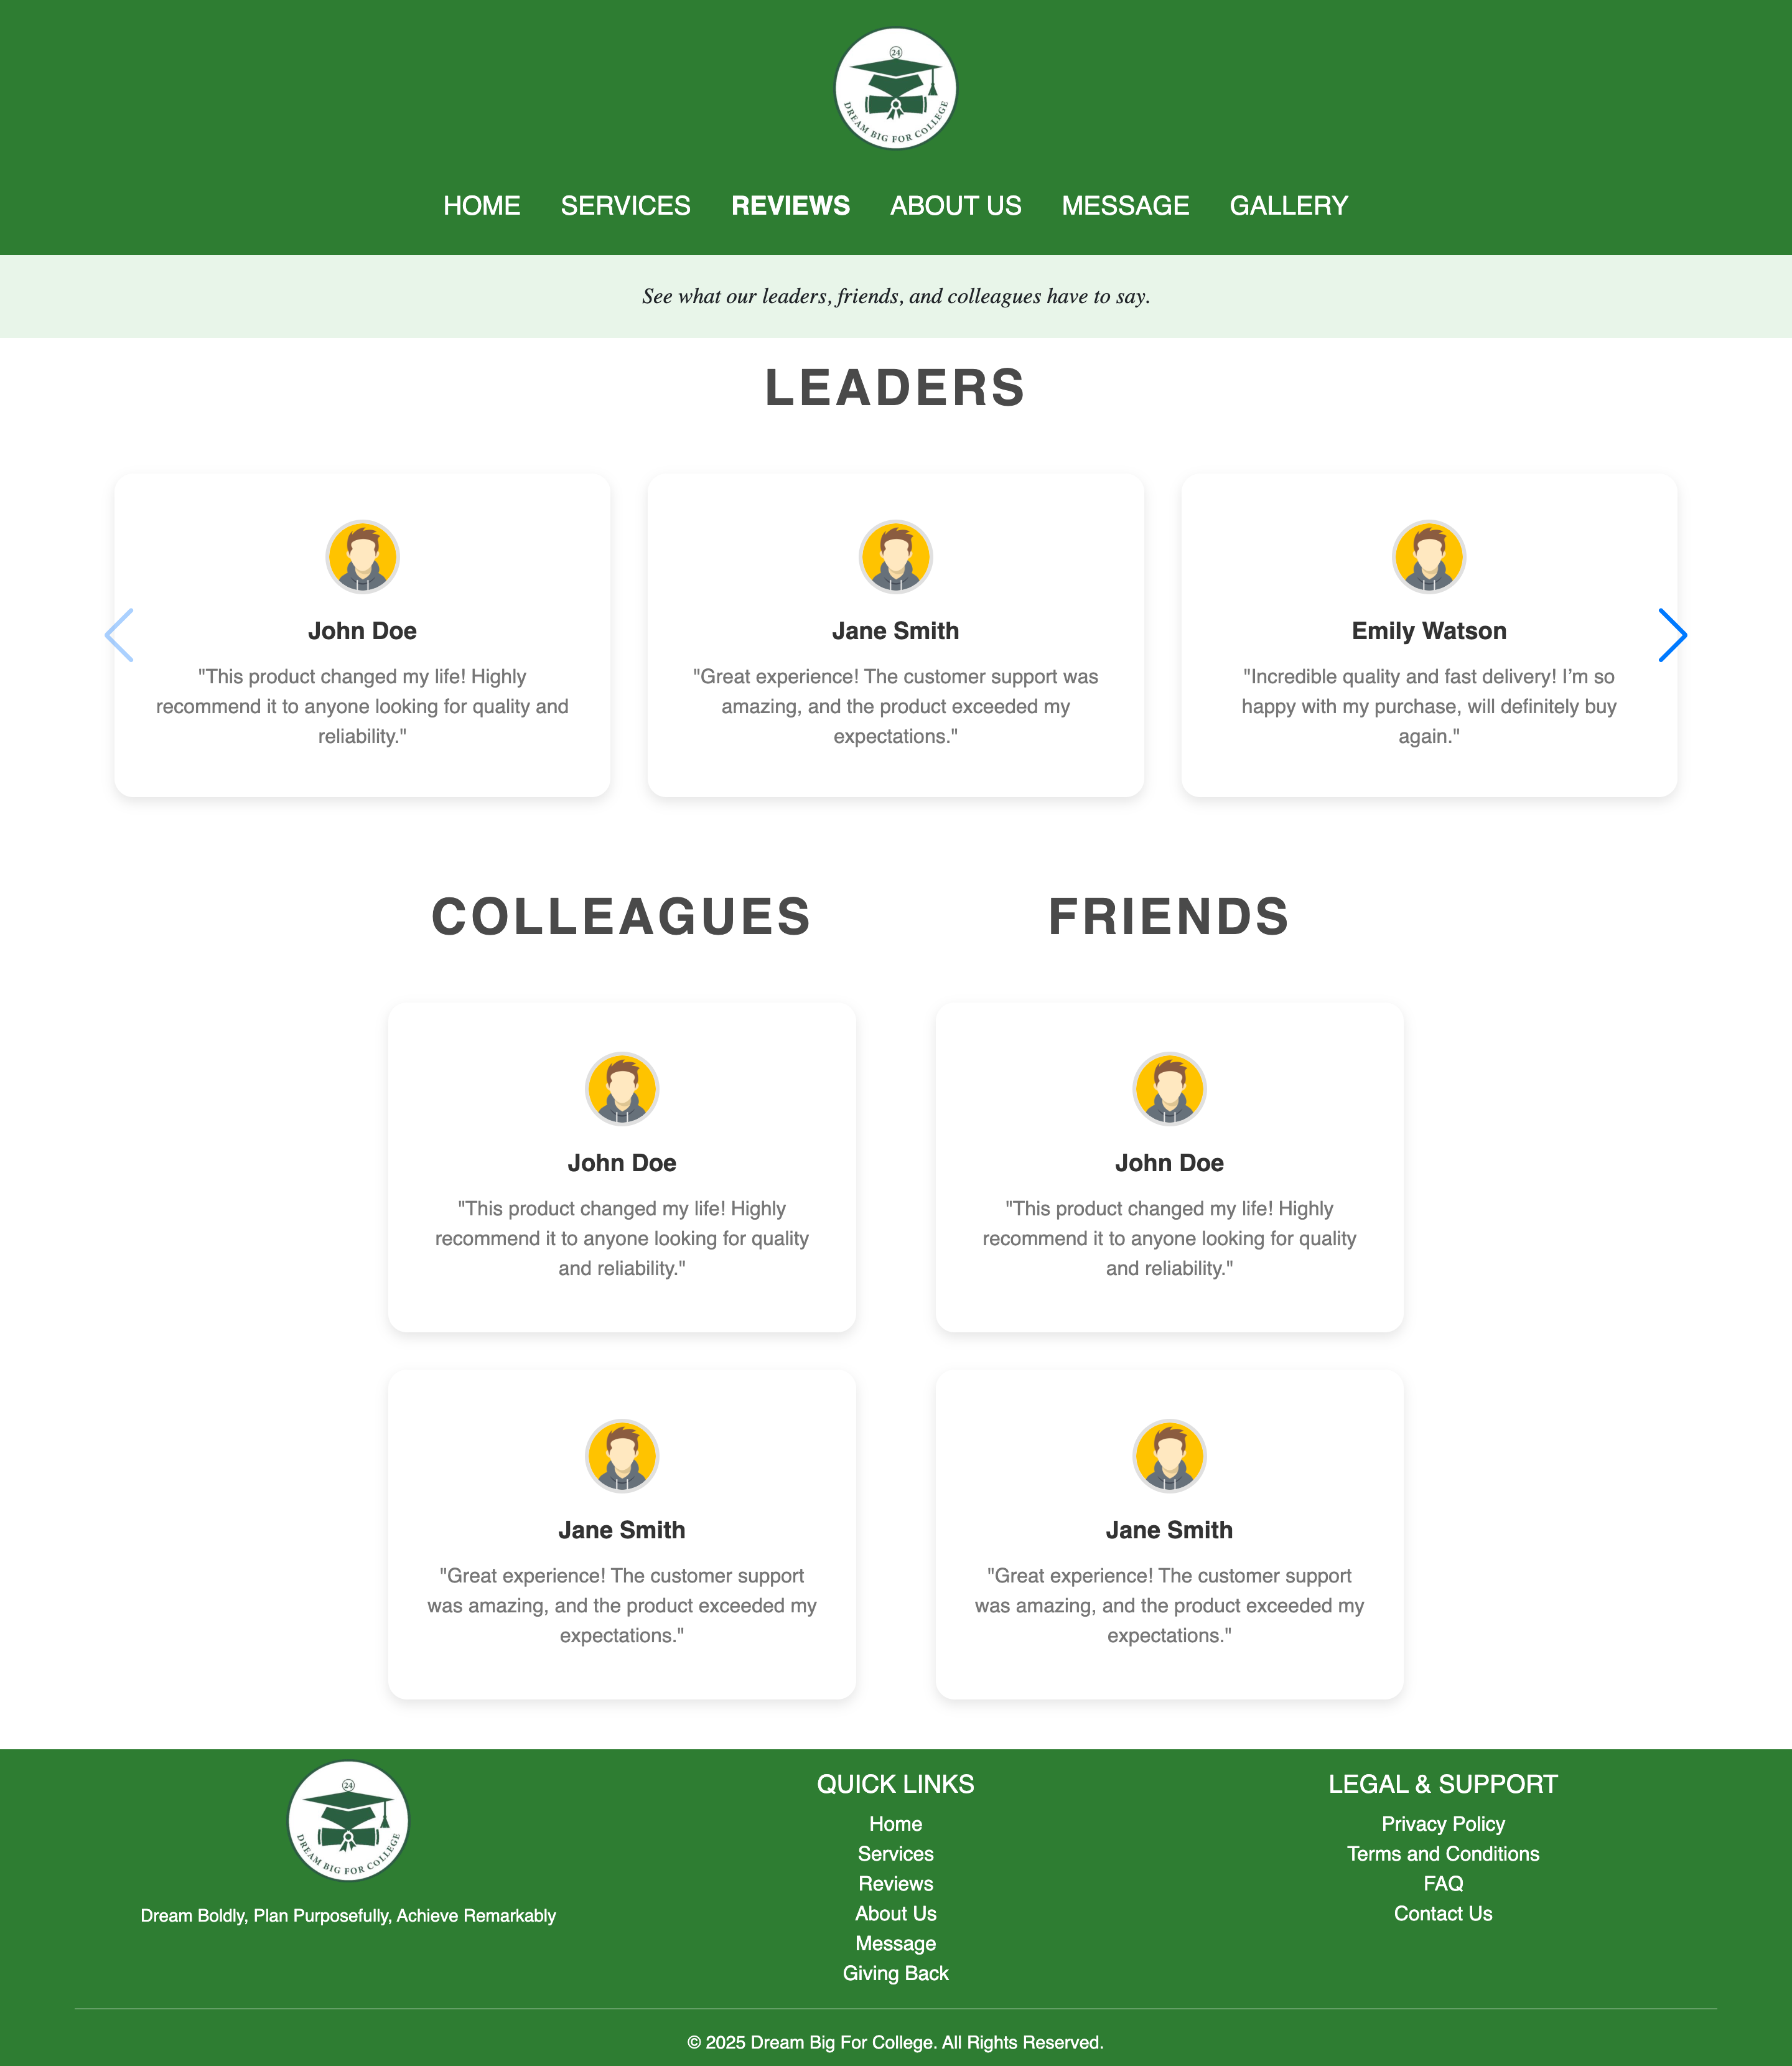 24
DREAM BIG FOR COLLEGE
HOME SERVICES REVIEWS ABOUT US MESSAGE GALLERY
See what our leaders, friends, and colleagues have to say.
LEADERS
John Doe
"This product changed my life! Highly
recommend it to anyone looking for quality and
reliability."
Jane Smith
"Great experience! The customer support was
amazing, and the product exceeded my
expectations."
Emily Watson
"Incredible quality and fast delivery! I’m so
happy with my purchase, will definitely buy
again."
COLLEAGUES
John Doe
"This product changed my life! Highly
recommend it to anyone looking for quality
and reliability."
Jane Smith
"Great experience! The customer support
was amazing, and the product exceeded my
expectations."
FRIENDS
John Doe
"This product changed my life! Highly
recommend it to anyone looking for quality
and reliability."
Jane Smith
"Great experience! The customer support
was amazing, and the product exceeded my
expectations."
24
DREAM BIG FOR COLLEGE
Dream Boldly, Plan Purposefully, Achieve Remarkably
QUICK LINKS
Home
Services
Reviews
About Us
Message
Giving Back
LEGAL & SUPPORT
Privacy Policy
Terms and Conditions
FAQ
Contact Us
© 2025 Dream Big For College. All Rights Reserved.